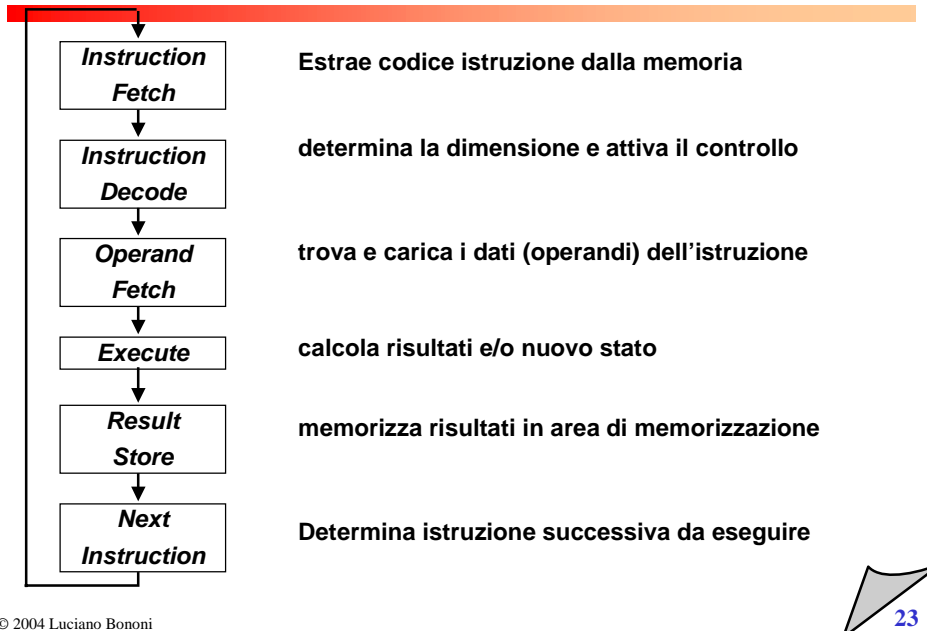 Instruction
Fetch
Estrae codice istruzione dalla memoria
Instruction
Decode
determina la dimensione e attiva il controllo
Operand
Fetch
trova e carica i dati (operandi) dell’istruzione
Execute
calcola risultati e/o nuovo stato
Result
Store
memorizza risultati in area di memorizzazione
Next
Instruction
Determina istruzione successiva da eseguire
© 2004 Luciano Bononi
23